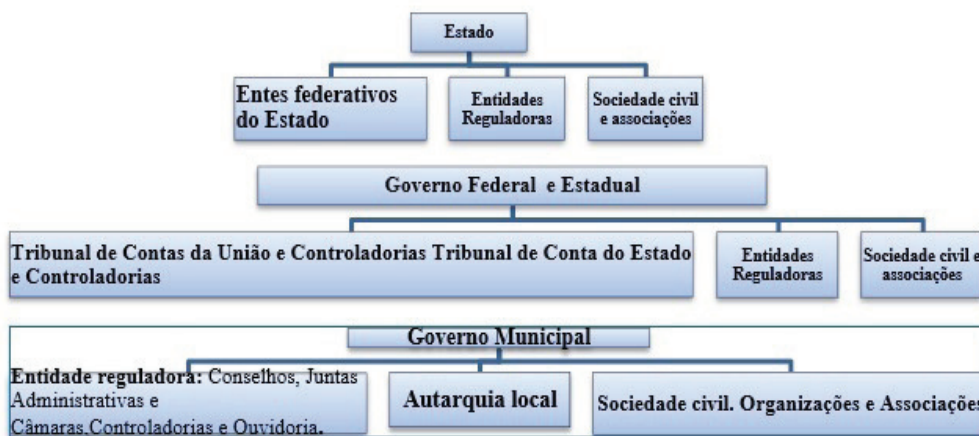 Estado
Entes federativos
do Estado
Entidades
Reguladoras
Sociedade civil
e associações
Governo Federal e Estadual
Tribunal de Contas da União e Controladorias Tribunal de Conta do Estado
e Controladorias
Entidades
Reguladoras
Sociedade civil e
associações
Governo Municipal
Entidade reguladora: Conselhos, Juntas
Administrativas e
Câmaras,Controladorias e Ouvidoria.
Autarquia local
Sociedade civil. Organizações e Associações